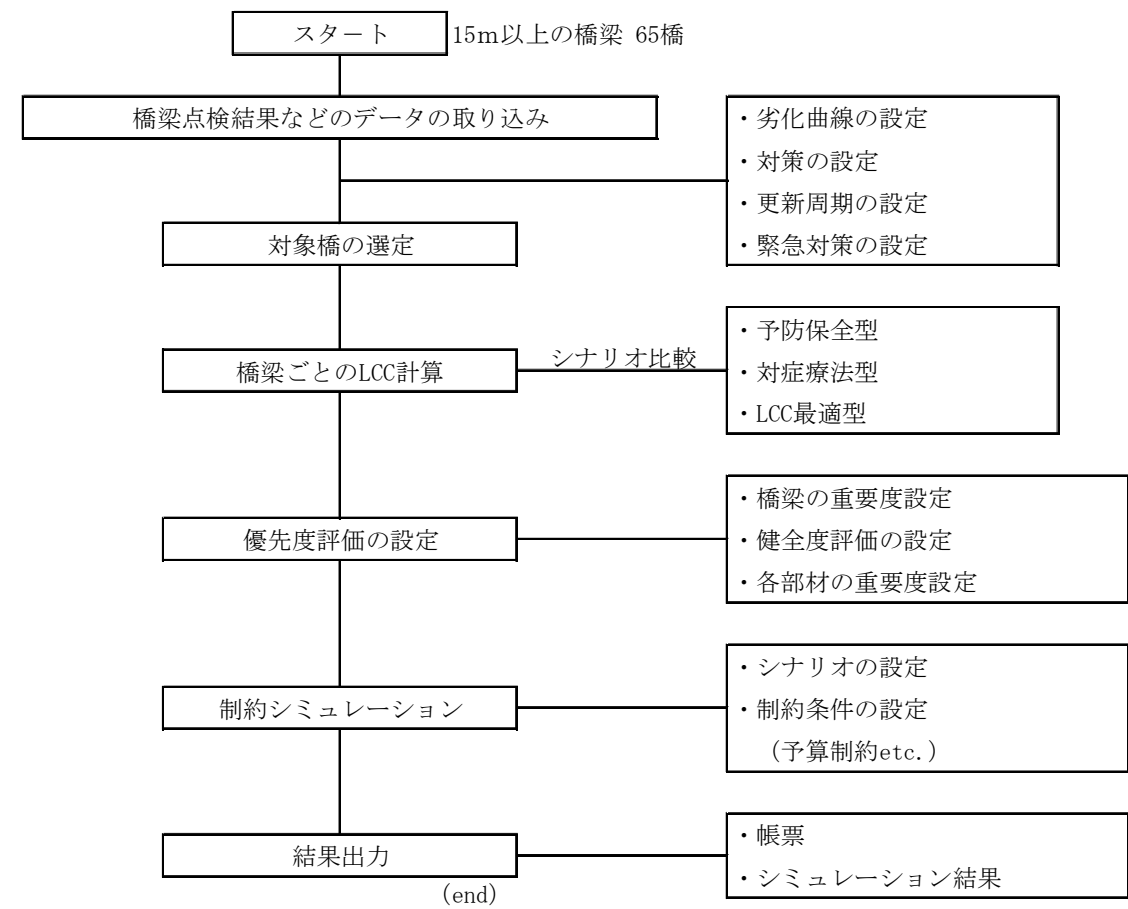 スタート
15m以上の橋梁 65橋
橋梁点検結果などのデータの取り込み
・劣化曲線の設定
・対策の設定
・更新周期の設定
・緊急対策の設定
対象橋の選定
橋梁ごとのLCC計算
シナリオ比較
・予防保全型
・対症療法型
・LCC最適型
優先度評価の設定
・橋梁の重要度設定
・健全度評価の設定
・各部材の重要度設定
制約シミュレーション
・シナリオの設定
・制約条件の設定
(予算制約etc.)
結果出力
・帳票
・シミュレーション結果
(end)